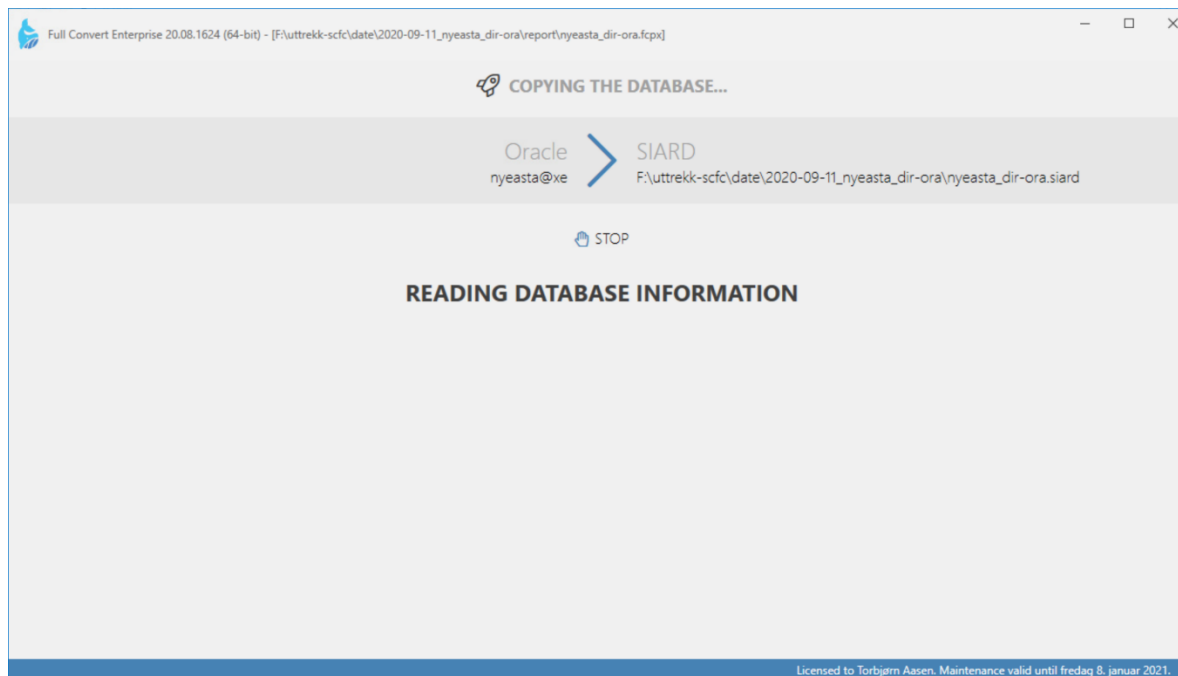 Full Convert Enterprise 20.08.1624 (64-bit) - [F:\uttrekk-scfc\date\2020-09-11_nyeasta_dir-ora\report\nyeasta_dir-ora.fcpx]
COPYING THE DATABASE...
Oracle
nyeasta@xe
SIARD
F:\uttrekk-scfc\date\2020-09-11_nyeasta_dir-ora\nyeasta_dir-ora.siard
STOP
READING DATABASE INFORMATION
Licensed to Torbjørn Aasen. Maintenance valid until fredag 8. januar 2021.